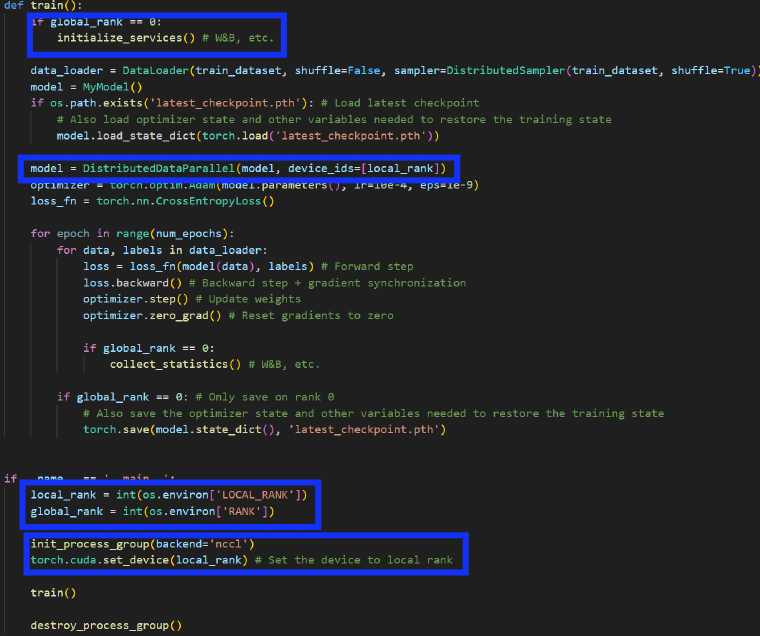 def train():
if global_rank == 0:
initialize_services() # W&B, etc.
data_loader = DataLoader(train_dataset, shuffle=False, sampler=DistributedSampler(train_dataset, shuffle=True))
model = MyModel()
if os.path.exists('latest_checkpoint.pth'): # Load latest checkpoint
# Also load optimizer state and other variables needed to restore the training state
model.load_state_dict(torch.load('latest_checkpoint.pth'))
model = DistributedDataParallel(model, device_ids=[local_rank])
optimizer = torch.optim.Adam(model.parameters(), lr=10e-4, eps=1e-9)
loss_fn = torch.nn.CrossEntropyLoss()
for epoch in range(num_epochs):
for data, labels in data_loader:
loss = loss_fn(model(data), labels) # Forward step
loss.backward() # Backward step + gradient synchronization
optimizer.step() # Update weights
optimizer.zero_grad() # Reset gradients to zero
if global_rank == 0:
collect_statistics() # W&B, etc.
if global_rank == 0: # Only save on rank 0
# Also save the optimizer state and other variables needed to restore the training state
torch.save(model.state_dict(), 'latest_checkpoint.pth')
if __name__ == '__main__':
local_rank = int(os.environ['LOCAL_RANK'])
global_rank = int(os.environ['RANK'])
init_process_group(backend='nccl')
torch.cuda.set_device(local_rank) # Set the device to local rank
train()
destroy_process_group()